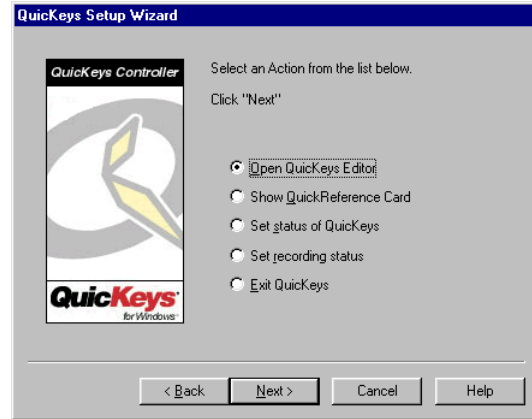 QuicKeys Setup Wizard
QuicKeys Controller
Select an Action from the list below.
Click "Next"
Open QuicKeys Editor
Show QuickReference Card
Set status of QuicKeys
Set recording status
Exit QuicKeys
QuicKeys
for Windows
< Back
Next >
Cancel
Help